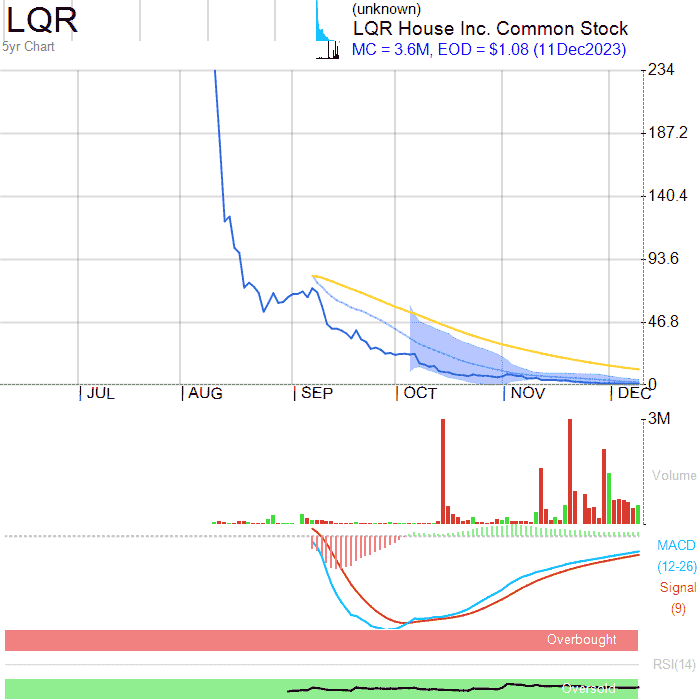 LQR
5yr Chart
(unknown)
LQR House Inc. Common Stock
MC = 3.6M, EOD = $1.08 (11Dec2023)
234
187.2
140.4
93.6
46.8
0
JUL AUG SEP OCT NOV DEC
3M
Volume
MACD
(12-26)
Signal
(9)
Overbought
RSI(14)
Oversold